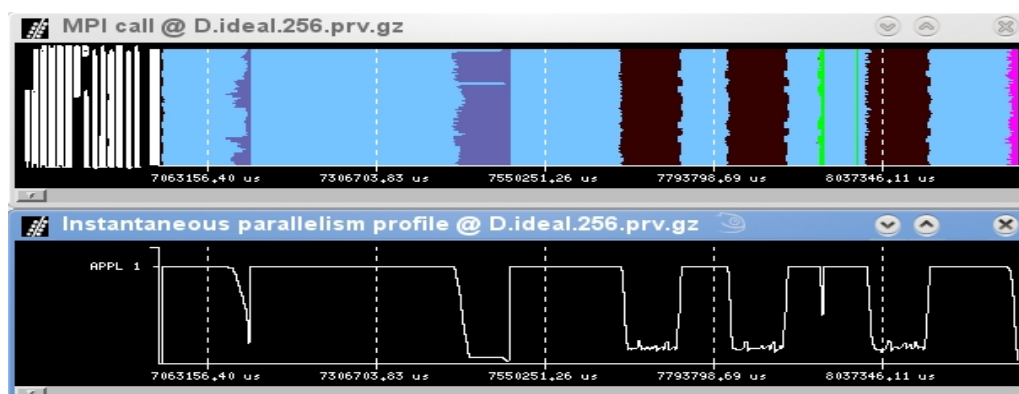 MPI call @ D.ideal.256.prv.gz
7063156,40 us 7306703,83 us 7550251,26 us 7793798,69 us 8037346,11 us
Instantaneous parallelism profile @ D.ideal.256.prv.gz
APPL 1
7063156,40 us 7306703,83 us 7550251,26 us 7793798,69 us 8037346,11 us